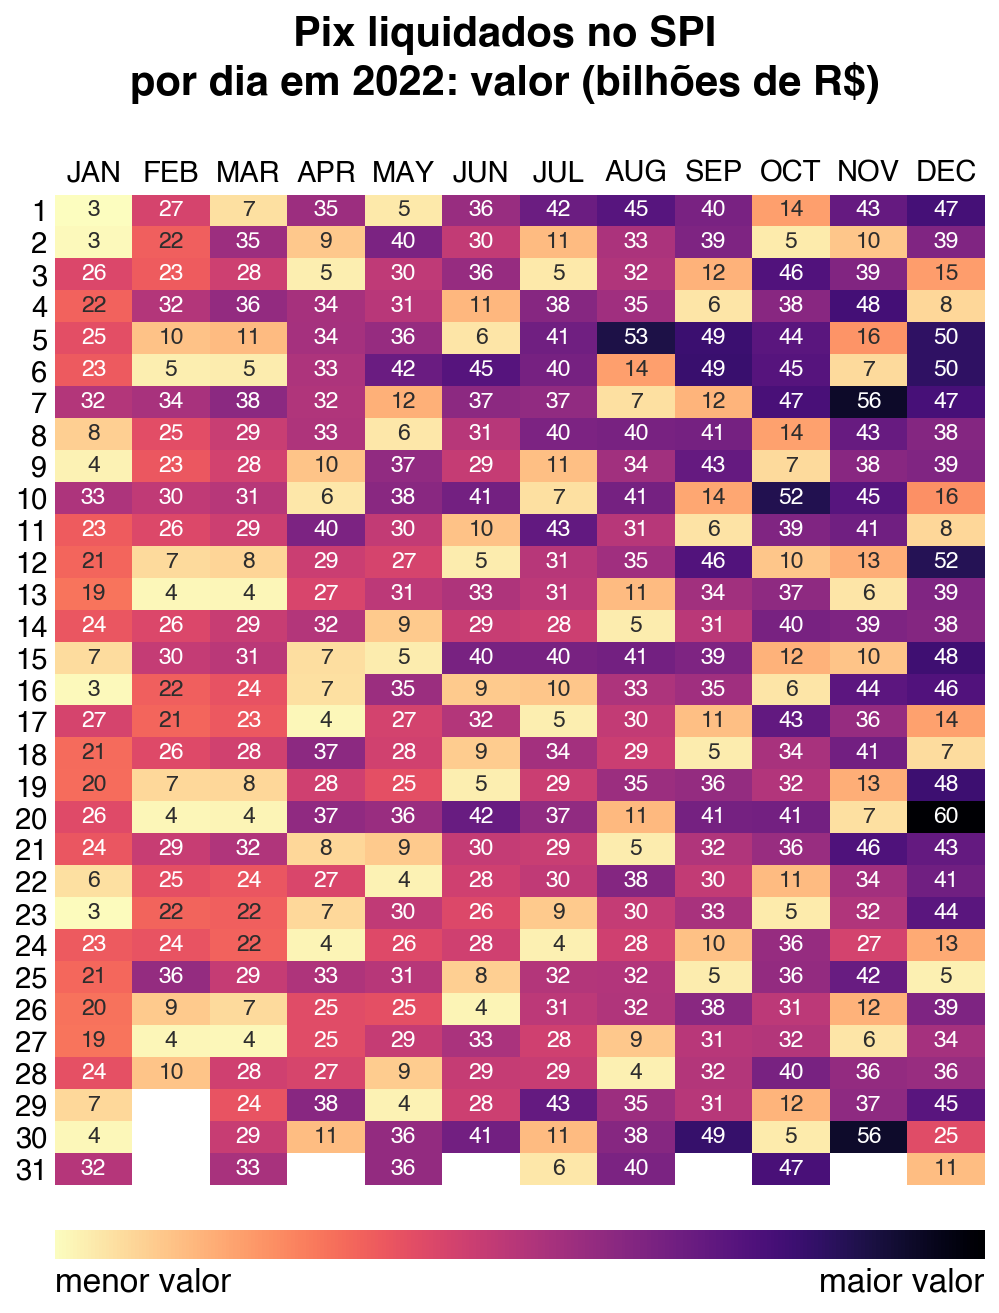 Pix liquidados no SPI
por dia em 2022: valor (bilhões de R$)
JAN FEB MAR APR MAY JUN JUL AUG SEP OCT NOV DEC
1 3 27 7 35 5 36 42 45 40 14 43 47
2 3 22 35 9 40 30 11 33 39 5 10 39
3 26 23 28 5 30 36 5 32 12 46 39 15
4 22 32 36 34 31 11 38 35 6 38 48 8
5 25 10 11 34 36 6 41 53 49 44 16 50
6 23 5 5 33 42 45 40 14 49 45 7 50
7 32 34 38 32 12 37 37 7 12 47 56 47
8 8 25 29 33 6 31 40 40 41 14 43 38
9 4 23 28 10 37 29 11 34 43 7 38 39
10 33 30 31 6 38 41 7 41 14 52 45 16
11 23 26 29 40 30 10 43 31 6 39 41 8
12 21 7 8 29 27 5 31 35 46 10 13 52
13 19 4 4 27 31 33 31 11 34 37 6 39
14 24 26 29 32 9 29 28 5 31 40 39 38
15 7 30 31 7 5 40 40 41 39 12 10 48
16 3 22 24 7 35 9 10 33 35 6 44 46
17 27 21 23 4 27 32 5 30 11 43 36 14
18 21 26 28 37 28 9 34 29 5 34 41 7
19 20 7 8 28 25 5 29 35 36 32 13 48
20 26 4 4 37 36 42 37 11 41 41 7 60
21 24 29 32 8 9 30 29 5 32 36 46 43
22 6 25 24 27 4 28 30 38 30 11 34 41
23 3 22 22 7 30 26 9 30 33 5 32 44
24 23 24 22 4 26 28 4 28 10 36 27 13
25 21 36 29 33 31 8 32 32 5 36 42 5
26 20 9 7 25 25 4 31 32 38 31 12 39
27 19 4 4 25 29 33 28 9 31 32 6 34
28 24 10 28 27 9 29 29 4 32 40 36 36
29 7 24 38 4 28 43 35 31 12 37 45
30 4 29 11 36 41 11 38 49 5 56 25
31 32 33 36 6 40 47 11
menor valor maior valor